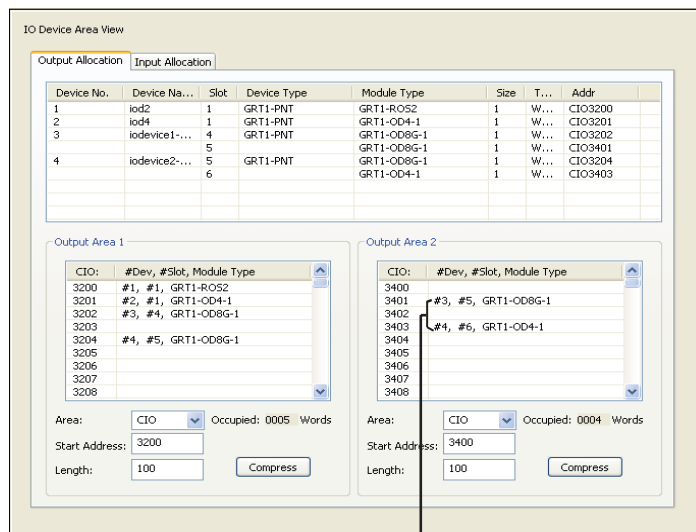 IO Device Area View
Output Allocation Input Allocation
Device No. Device Na... Slot Device Type Module Type Size T... Addr
1 iod2 1 GRT1-PNT GRT1-ROS2 1 W... CIO3200
2 iod4 1 GRT1-PNT GRT1-OD4-1 1 W... CIO3201
3 iodevice1-... 4 GRT1-PNT GRT1-OD8G-1 1 W... CIO3202
5 GRT1-OD8G-1 1 W... CIO3401
4 iodevice2-... 5 GRT1-PNT GRT1-OD8G-1 1 W... CIO3204
6 GRT1-OD4-1 1 W... CIO3403
Output Area 1
CIO: #Dev, #Slot, Module Type
3200 #1, #1, GRT1-ROS2
3201 #2, #1, GRT1-OD4-1
3202 #3, #4, GRT1-OD8G-1
3203
3204 #4, #5, GRT1-OD8G-1
3205
3206
3207
3208
Area: CIO Occupied: 0005 Words
Start Address: 3200
Length: 100 Compress
Output Area 2
CIO: #Dev, #Slot, Module Type
3400
3401 #3, #5, GRT1-OD8G-1
3402
3403 #4, #6, GRT1-OD4-1
3404
3405
3406
3407
3408
Area: CIO Occupied: 0004 Words
Start Address: 3400
Length: 100 Compress